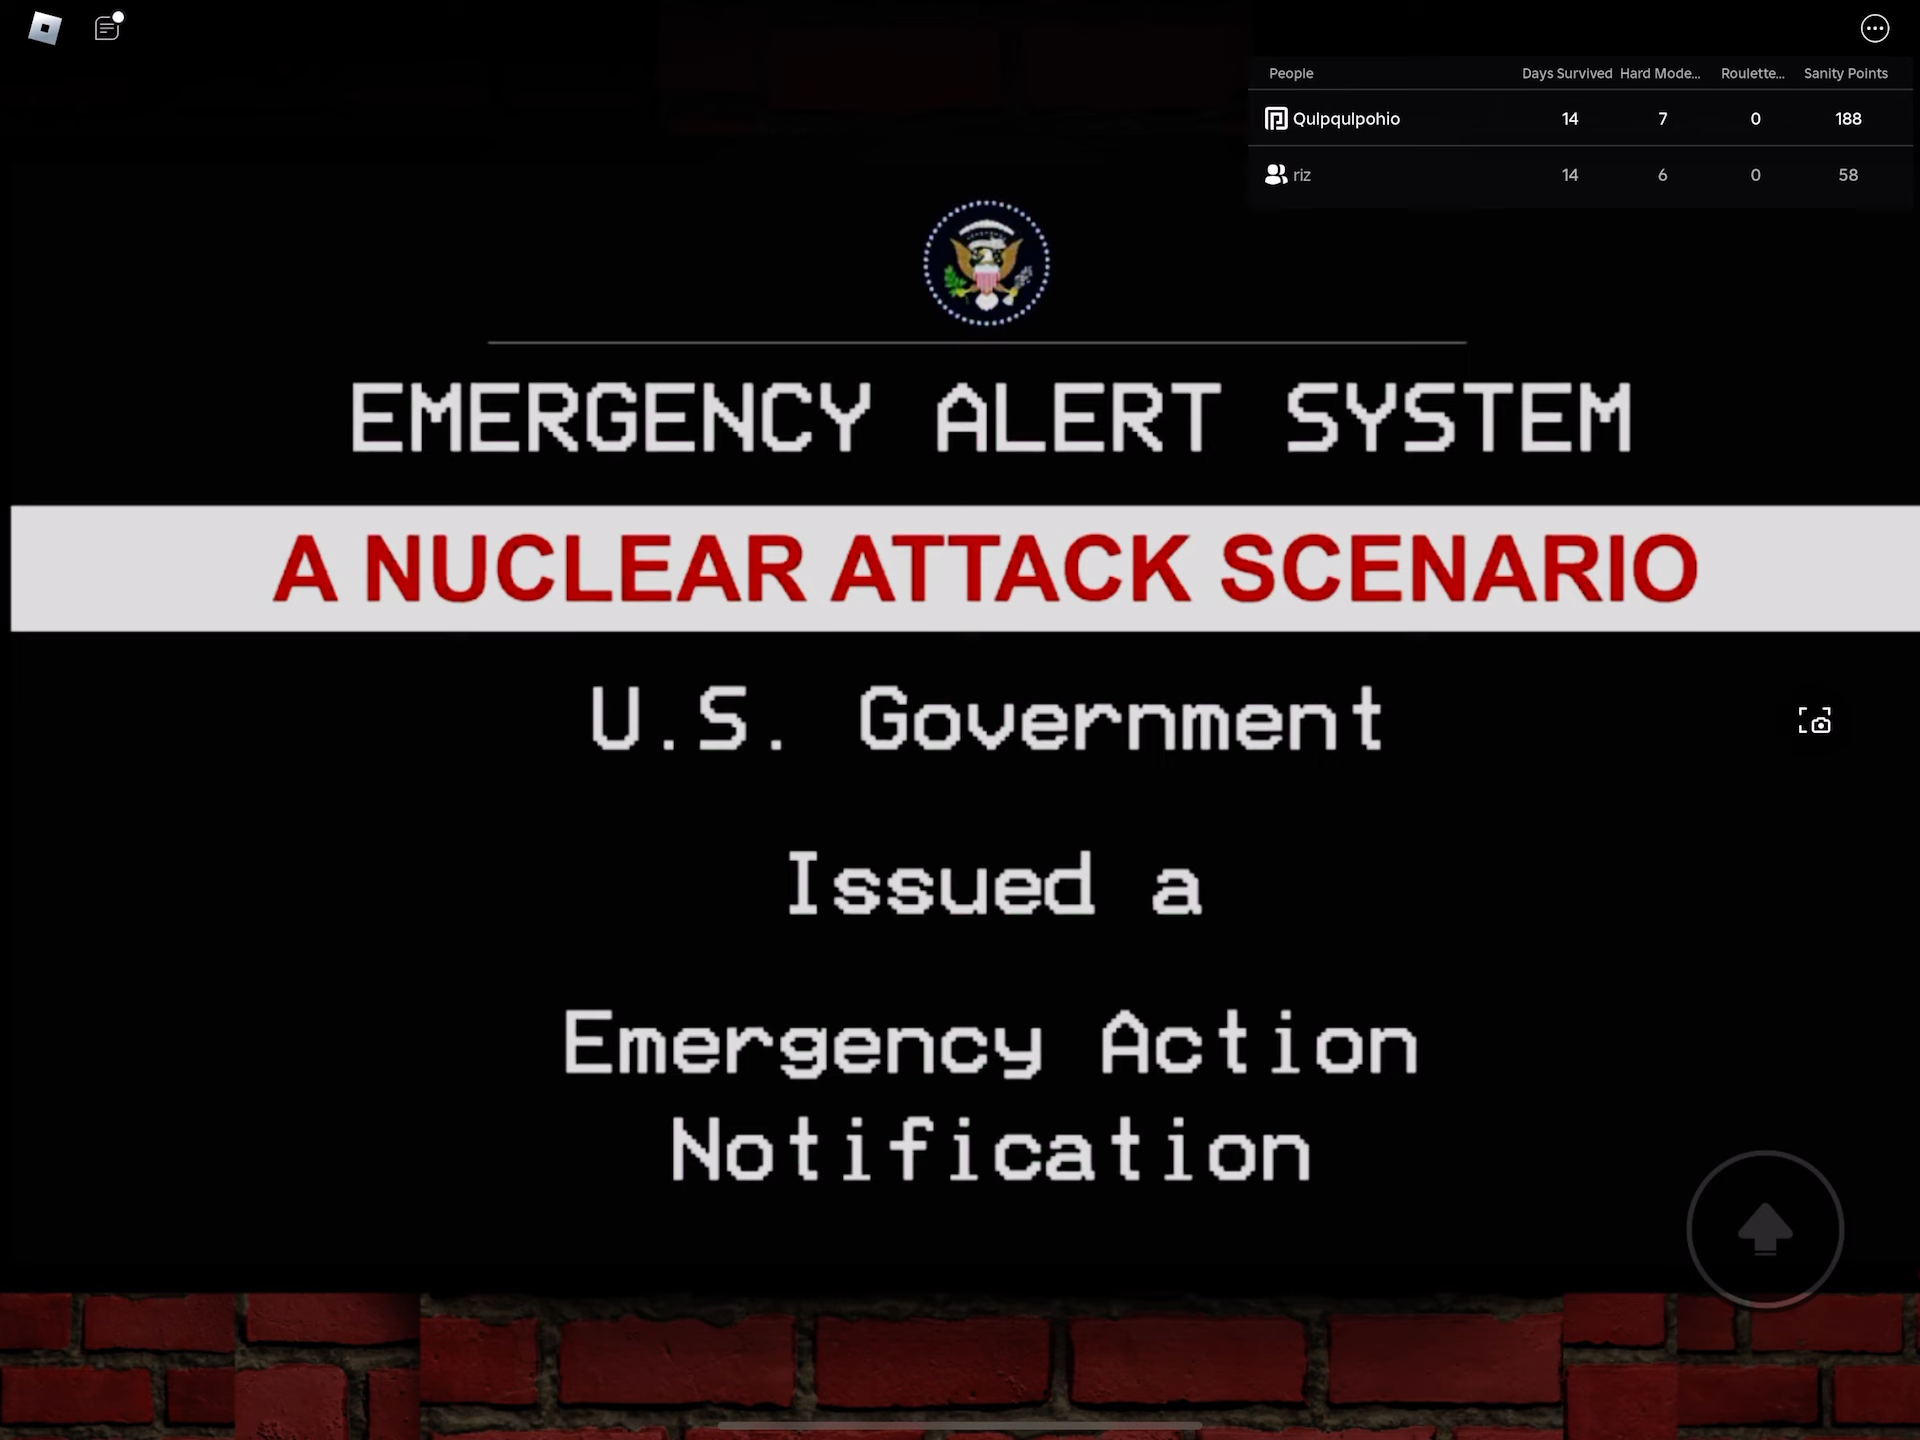 People Days Survived Hard Mode... Roulette... Sanity Points
Qulpqulpohio 14 7 0 188
riz 14 6 0 58
EMERGENCY ALERT SYSTEM
A NUCLEAR ATTACK SCENARIO
U.S. Government
Issued a
Emergency Action
Notification